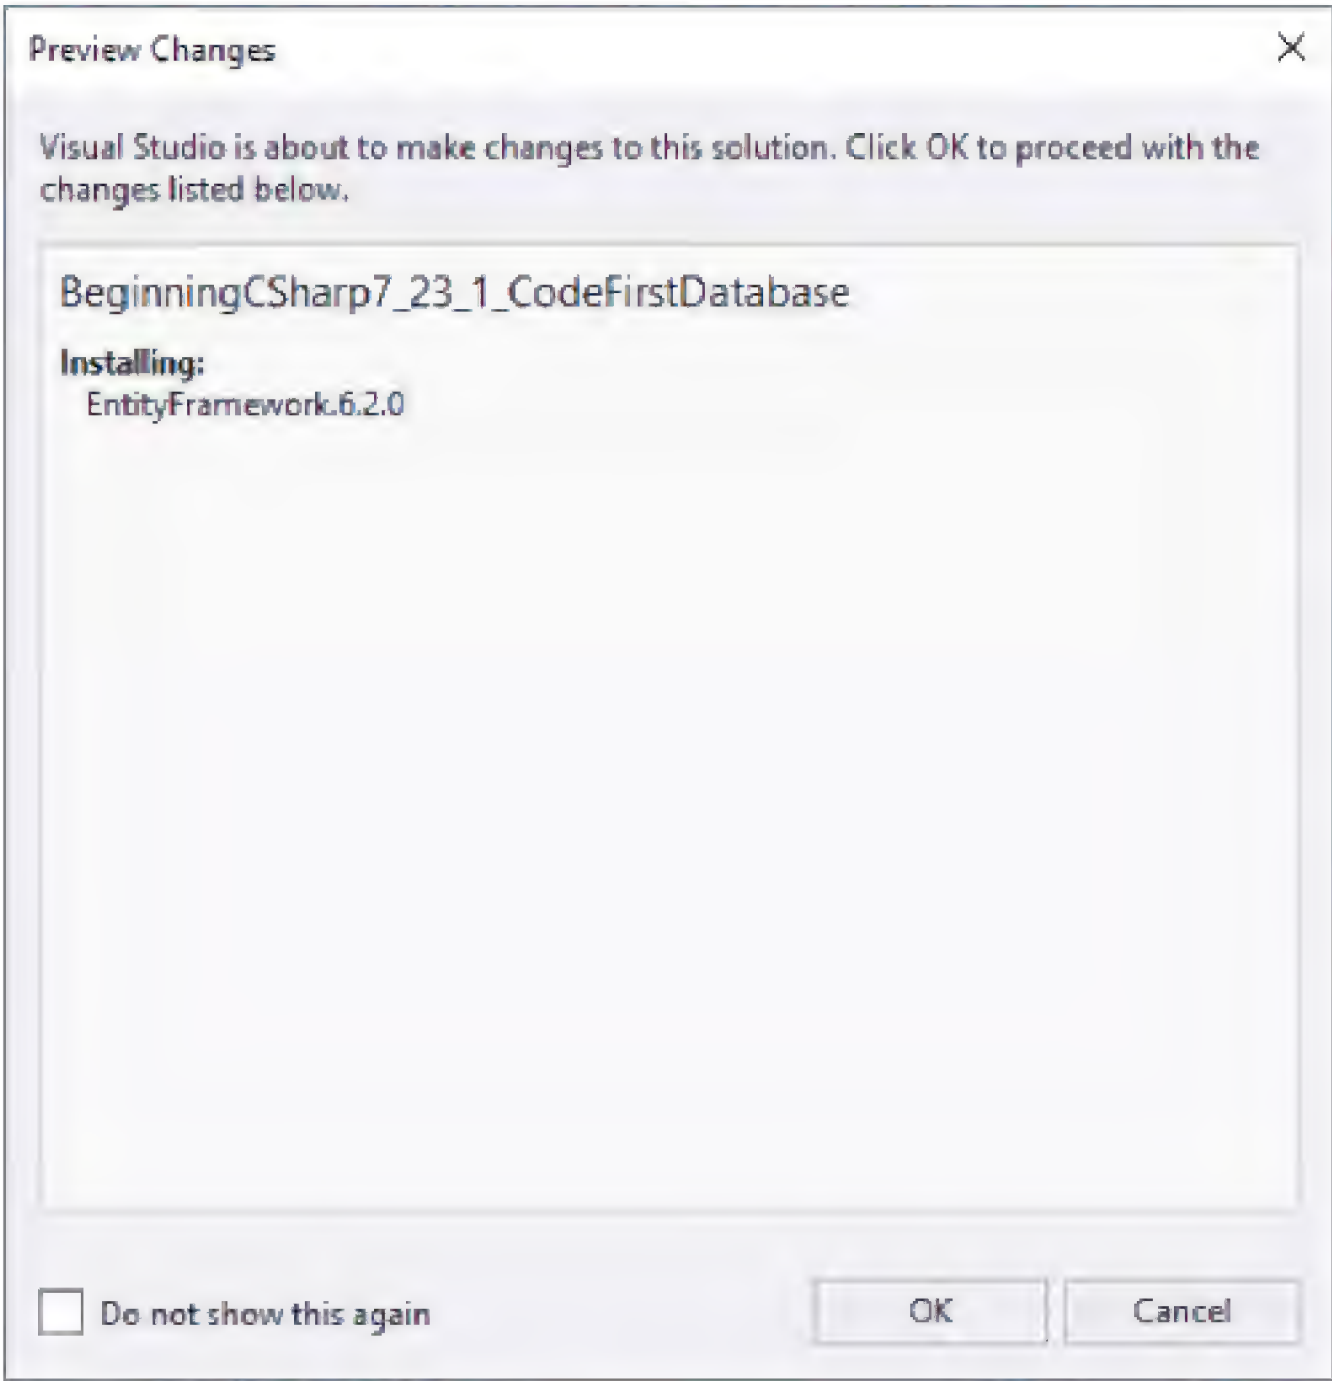 Preview Changes
Visual Studio is about to make changes to this solution. Click OK to proceed with the
changes listed below.
BeginningCSharp7_23_1_CodeFirstDatabase
Installing:
EntityFramework.6.2.0
Do not show this again
OK
Cancel